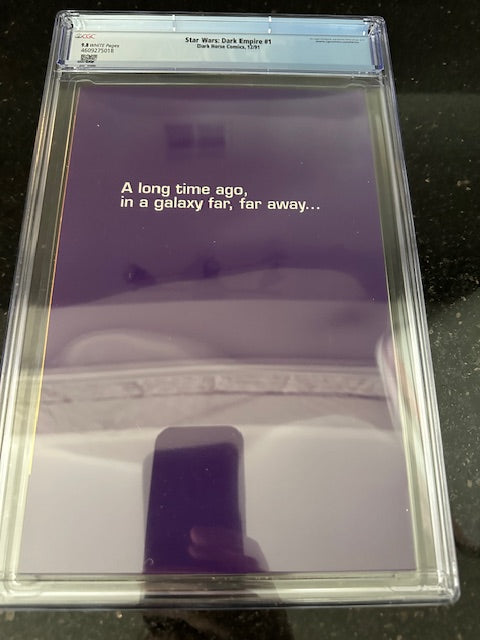 CGC
Star Wars: Dark Empire #1
Dark Horse Comics, 12/91
9.8 WHITE Pages
4609275018
A long time ago,
in a galaxy far, far away...